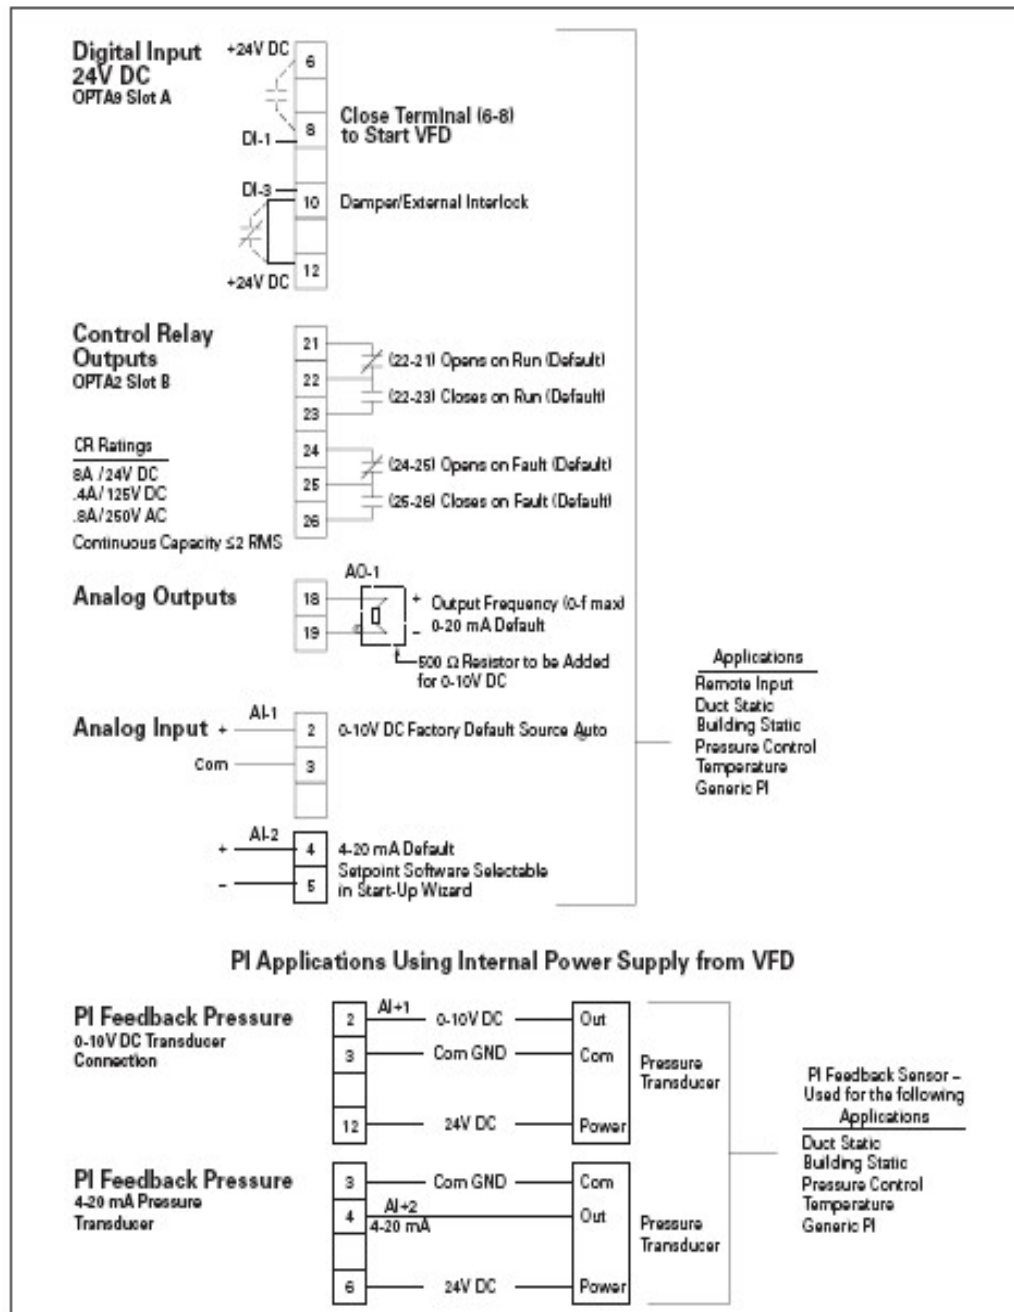 Digital Input
24V DC
OPTA9 Slot A
+24V DC
6
8
DI-1
Close Terminal (6-8)
to Start VFD
DI-3
10
Damper/External Interlock
12
+24V DC
Control Relay
Outputs
OPTA2 Slot B
21
22
23
24
25
26
(22-21) Opens on Run (Default)
(22-23) Closes on Run (Default)
(24-25) Opens on Fault (Default)
(25-26) Closes on Fault (Default)
CR Ratings
8A/24V DC
.4A/125V DC
.8A/250V AC
Continuous Capacity ≤2 RMS
Analog Outputs
AO-1
18
19
+ Output Frequency (0-f max)
– 0-20 mA Default
500 Ω Resistor to be Added
for 0-10V DC
Analog Input
+ AI-1
2
0-10V DC Factory Default Source Auto
Com
3
+ AI-2
4
4-20 mA Default
Setpoint Software Selectable
in Start-Up Wizard
–
5
Applications
Remote Input
Duct Static
Building Static
Pressure Control
Temperature
Generic PI
PI Applications Using Internal Power Supply from VFD
PI Feedback Pressure
0-10V DC Transducer
Connection
2 AI+1 0-10V DC Out
3 Com GND Com
12 24V DC Power
Pressure
Transducer
PI Feedback Pressure
4-20 mA Pressure
Transducer
3 Com GND Com
4 AI+2 Out
4-20 mA
6 24V DC Power
Pressure
Transducer
PI Feedback Sensor –
Used for the following
Applications
Duct Static
Building Static
Pressure Control
Temperature
Generic PI